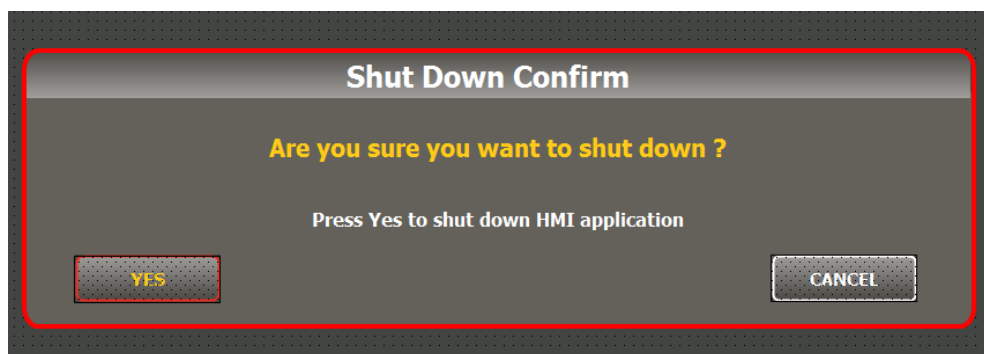 Shut Down Confirm
Are you sure you want to shut down ?
Press Yes to shut down HMI application
YES
CANCEL